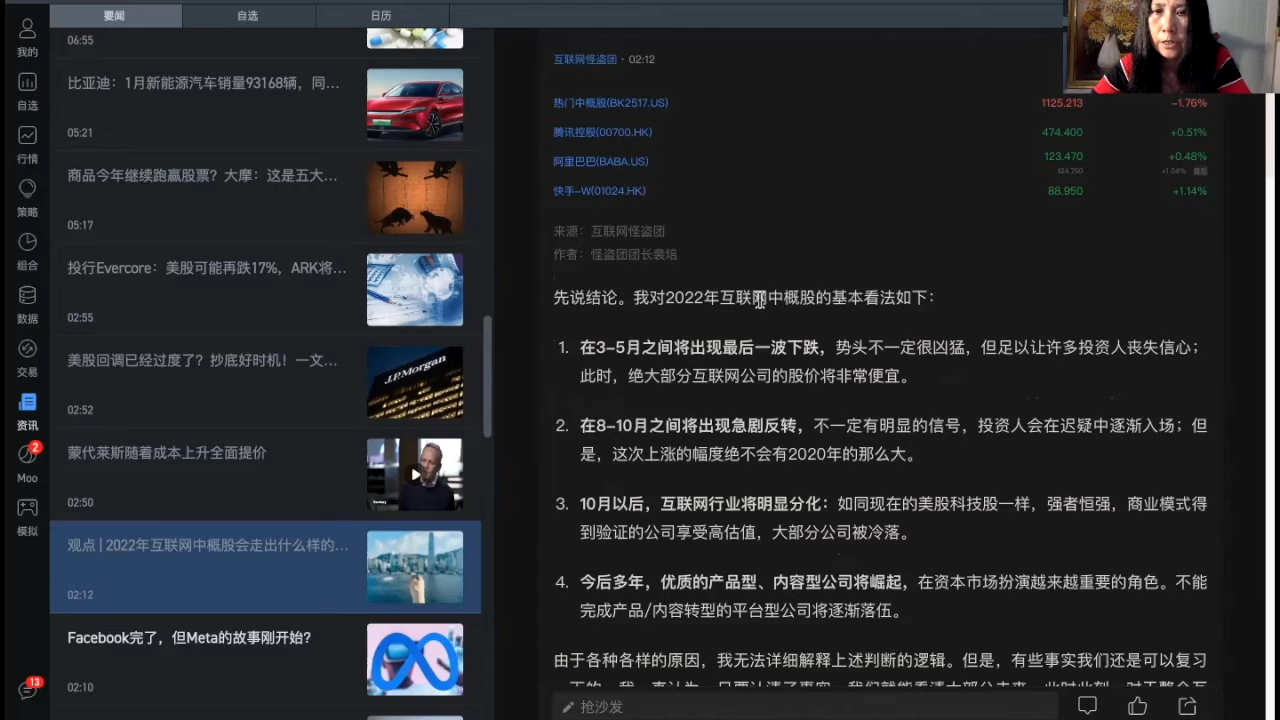 要闻
自选
日历
我的
自选
行情
策略
组合
数据
交易
资讯
2
Moo
模拟
13
06:55
比亚迪：1月新能源汽车销量93168辆，同...
05:21
商品今年继续跑赢股票？大摩：这是五大...
05:17
投行Evercore：美股可能再跌17%，ARK将...
02:55
美股回调已经过度了？抄底好时机！一文...
J.P.Morgan
02:52
蒙代莱斯随着成本上升全面提价
02:50
观点 | 2022年互联网中概股会走出什么样的...
02:12
Facebook完了，但Meta的故事刚开始？
02:10
互联网怪盗团 · 02:12
热门中概股(BK2517.US) 1125.213 -1.76%
腾讯控股(00700.HK) 474.400 +0.51%
阿里巴巴(BABA.US) 123.470 +0.48%
124.750 +1.04%
快手-W(01024.HK) 88.950 +1.14%
来源：互联网怪盗团
作者：怪盗团团长裴培
先说结论。我对2022年互联网中概股的基本看法如下：
1. 在3-5月之间将出现最后一波下跌，势头不一定很凶猛，但足以让许多投资人丧失信心；
此时，绝大部分互联网公司的股价将非常便宜。
2. 在8-10月之间将出现急剧反转，不一定有明显的信号，投资人会在迟疑中逐渐入场；但
是，这次上涨的幅度绝不会有2020年的那么大。
3. 10月以后，互联网行业将明显分化：如同现在的美股科技股一样，强者恒强，商业模式得
到验证的公司享受高估值，大部分公司被冷落。
4. 今后多年，优质的产品型、内容型公司将崛起，在资本市场扮演越来越重要的角色。不能
完成产品/内容转型的平台型公司将逐渐落伍。
由于各种各样的原因，我无法详细解释上述判断的逻辑。但是，有些事实我们还是可以复习
抢沙发